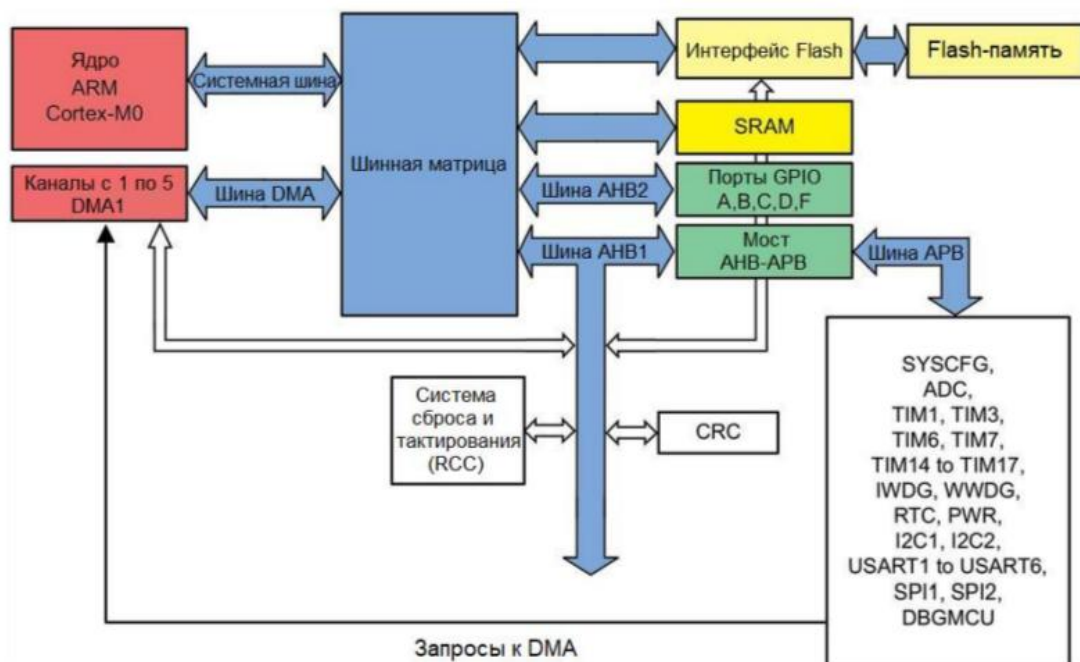 Ядро
ARM
Cortex-M0
Системная шина
Шинная матрица
Интерфейс Flash
Flash-память
SRAM
Каналы с 1 по 5
DMA1
Шина DMA
Шина AHB2
Порты GPIO
A,B,C,D,F
Шина AHB1
Мост
AHB-APB
Шина APB
Система
сброса и
тактирования
(RCC)
CRC
SYSCFG,
ADC,
TIM1, TIM3,
TIM6, TIM7,
TIM14 to TIM17,
IWDG, WWDG,
RTC, PWR,
I2C1, I2C2,
USART1 to USART6,
SPI1, SPI2,
DBGMCU
Запросы к DMA